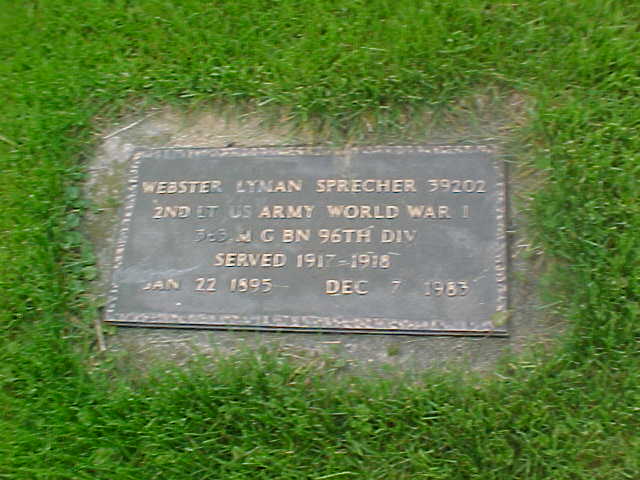 WEBSTER LYMAN SPRECHER 39202
2ND LT US ARMY WORLD WAR I
M G BN 96TH DIV
SERVED 1917-1918
JAN 22 1895 DEC 7 1983